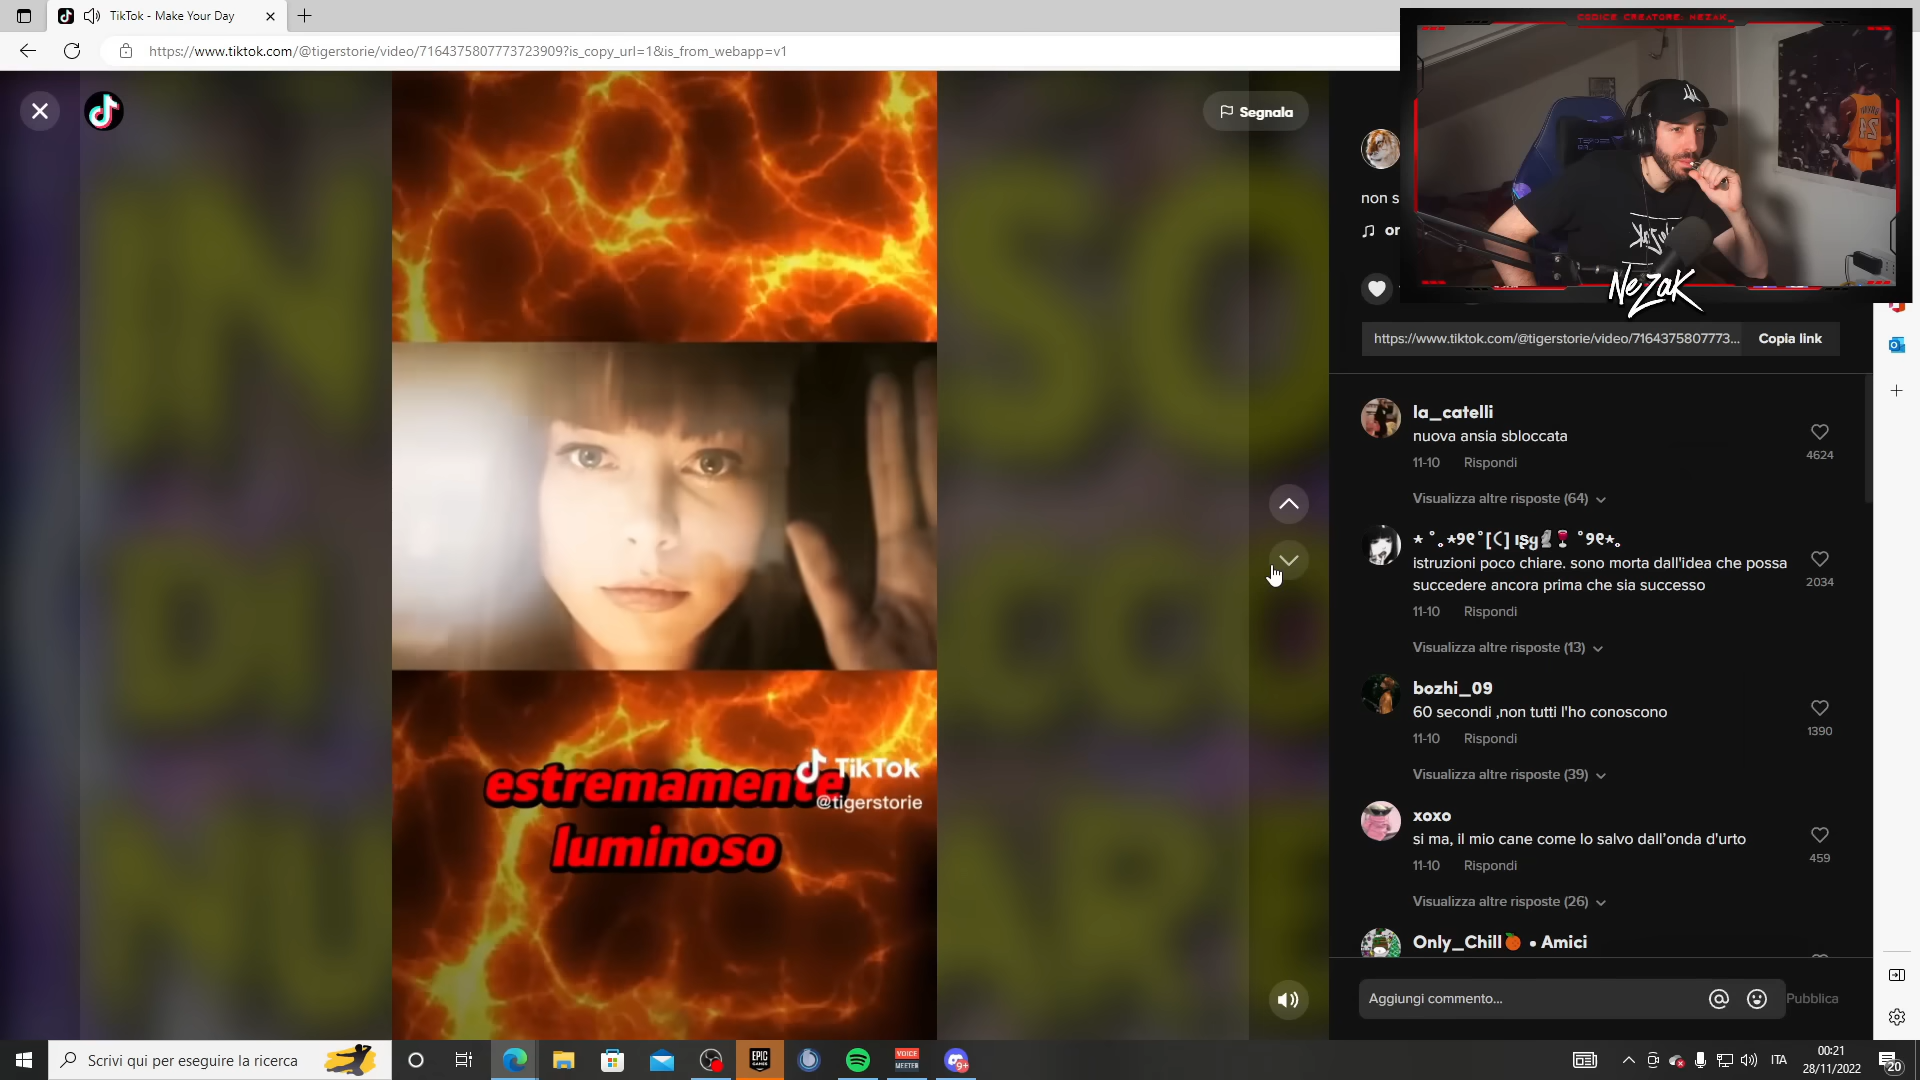 TikTok - Make Your Day
https://www.tiktok.com/@tigerstorie/video/7164375807773723909?is_copy_url=1&is_from_webapp=v1
CODICE CREATORE: NEZAK_
Segnala
non s
or
NeZaK
estremamente
luminoso
TikTok
@tigerstorie
https://www.tiktok.com/@tigerstorie/video/7164375807773...
Copia link
la_catelli
nuova ansia sbloccata
4624
11-10 Rispondi
Visualizza altre risposte (64)
istruzioni poco chiare. sono morta dall'idea che possa
succedere ancora prima che sia successo
2034
11-10 Rispondi
Visualizza altre risposte (13)
bozhi_09
60 secondi ,non tutti l'ho conoscono
1390
11-10 Rispondi
Visualizza altre risposte (39)
xoxo
si ma, il mio cane come lo salvo dall'onda d'urto
459
11-10 Rispondi
Visualizza altre risposte (26)
Only_Chill🍊 • Amici
Aggiungi commento...
Pubblica
Scrivi qui per eseguire la ricerca
EPIC
GAMES
VOICE
MEETER
9+
ITA
00:21
28/11/2022
20